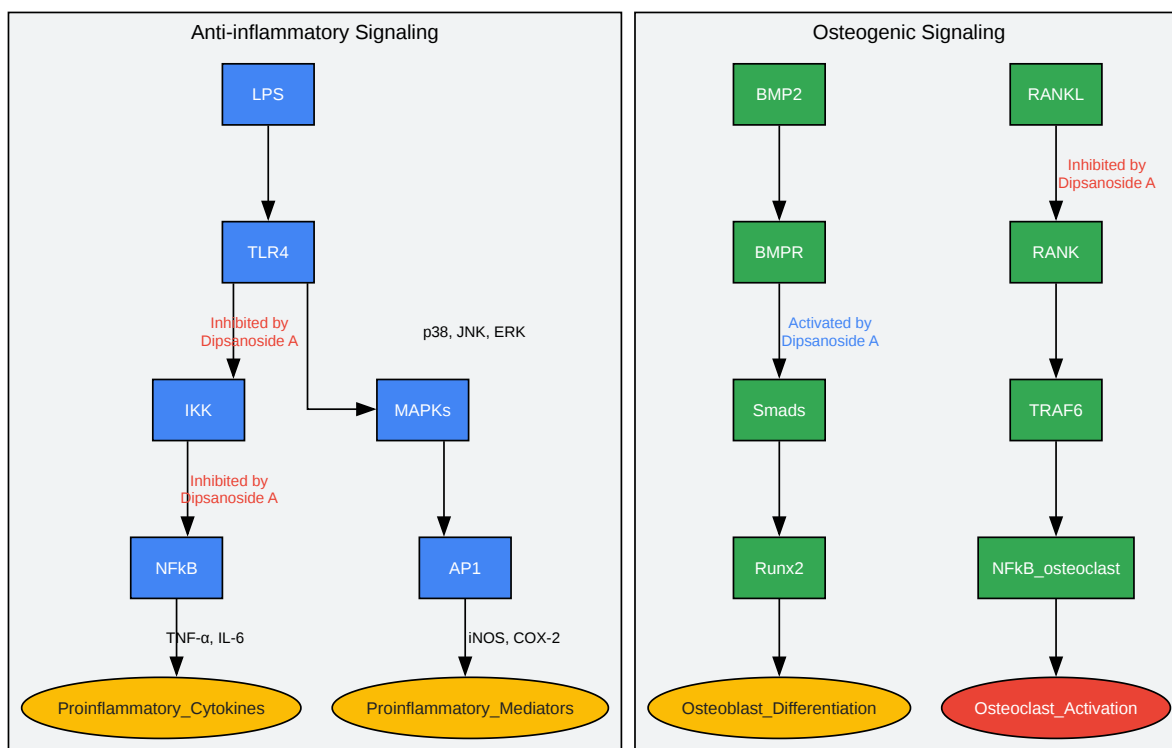 Anti-inflammatory Signaling
LPS
TLR4
Inhibited by
Dipsanoside A
p38, JNK, ERK
IKK
MAPKs
Inhibited by
Dipsanoside A
NFkB
AP1
TNF-α, IL-6
iNOS, COX-2
Proinflammatory_Cytokines
Proinflammatory_Mediators
Osteogenic Signaling
BMP2
RANKL
Inhibited by
Dipsanoside A
BMPR
RANK
Activated by
Dipsanoside A
Smads
TRAF6
Runx2
NFkB_osteoclast
Osteoblast_Differentiation
Osteoclast_Activation